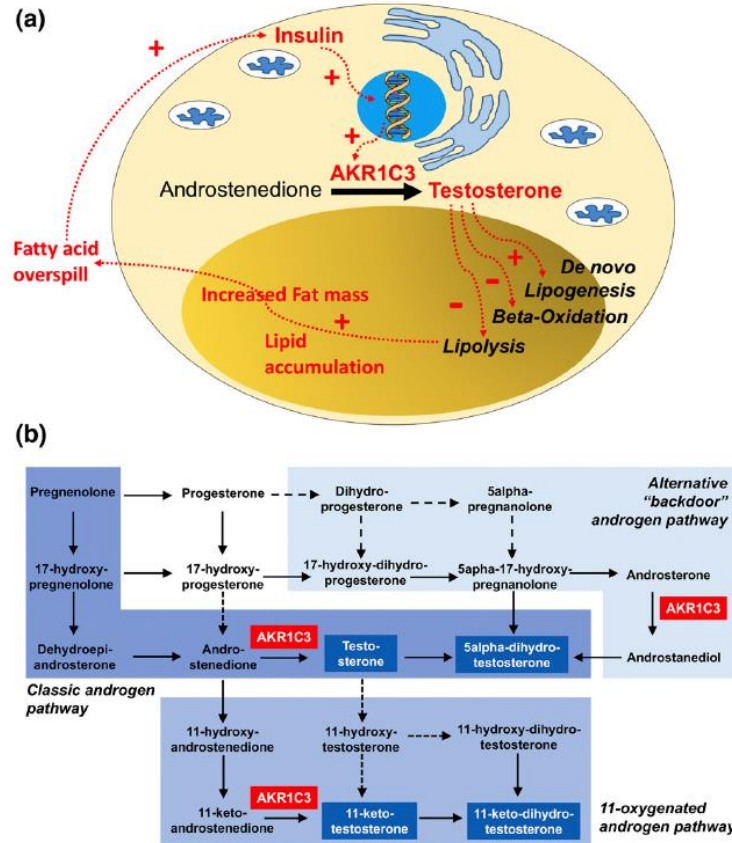 (a)
+
Insulin
+
+
AKR1C3
Androstenedione
Testosterone
Fatty acid
overspill
+
De novo
Lipogenesis
–
Beta-Oxidation
–
Increased Fat mass
+
Lipolysis
Lipid
accumulation
(b)
Pregnenolone
Progesterone
Dihydro-
progesterone
5alpha-
pregnanolone
Alternative
"backdoor"
androgen pathway
17-hydroxy-
pregnenolone
17-hydroxy-
progesterone
17-hydroxy-dihydro-
progesterone
5apha-17-hydroxy-
pregnanolone
Androsterone
AKR1C3
Dehydroepi-
androsterone
Andro-
stenedione
AKR1C3
Testo-
sterone
5alpha-dihydro-
testosterone
Androstanediol
Classic androgen
pathway
11-hydroxy-
androstenedione
11-hydroxy-
testosterone
11-hydroxy-dihydro-
testosterone
11-keto-
androstenedione
AKR1C3
11-keto-
testosterone
11-keto-dihydro-
testosterone
11-oxygenated
androgen pathway